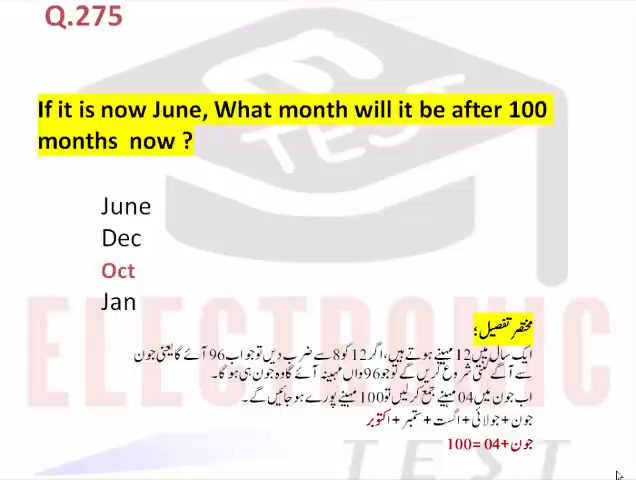 Q.275
If it is now June, What month will it be after 100
months now ?
June
Dec
Oct
Jan
مختصر تفصیل؛
ایک سال میں 12 مہینے ہوتے ہیں، اگر 12 کو 8 سے ضرب دیں تو جواب 96 آئے گا یعنی جون
سے آگے گنتی شروع کریں گے تو جو 96 واں مہینہ آئے گا وہ جون ہی ہو گا۔
اب جون میں 04 مہینے جمع کر لیں تو 100 مہینے پورے ہو جائیں گے۔
جون + جولائی + اگست + ستمبر + اکتوبر
جون +04 =100
ELECTRONIC
TEST